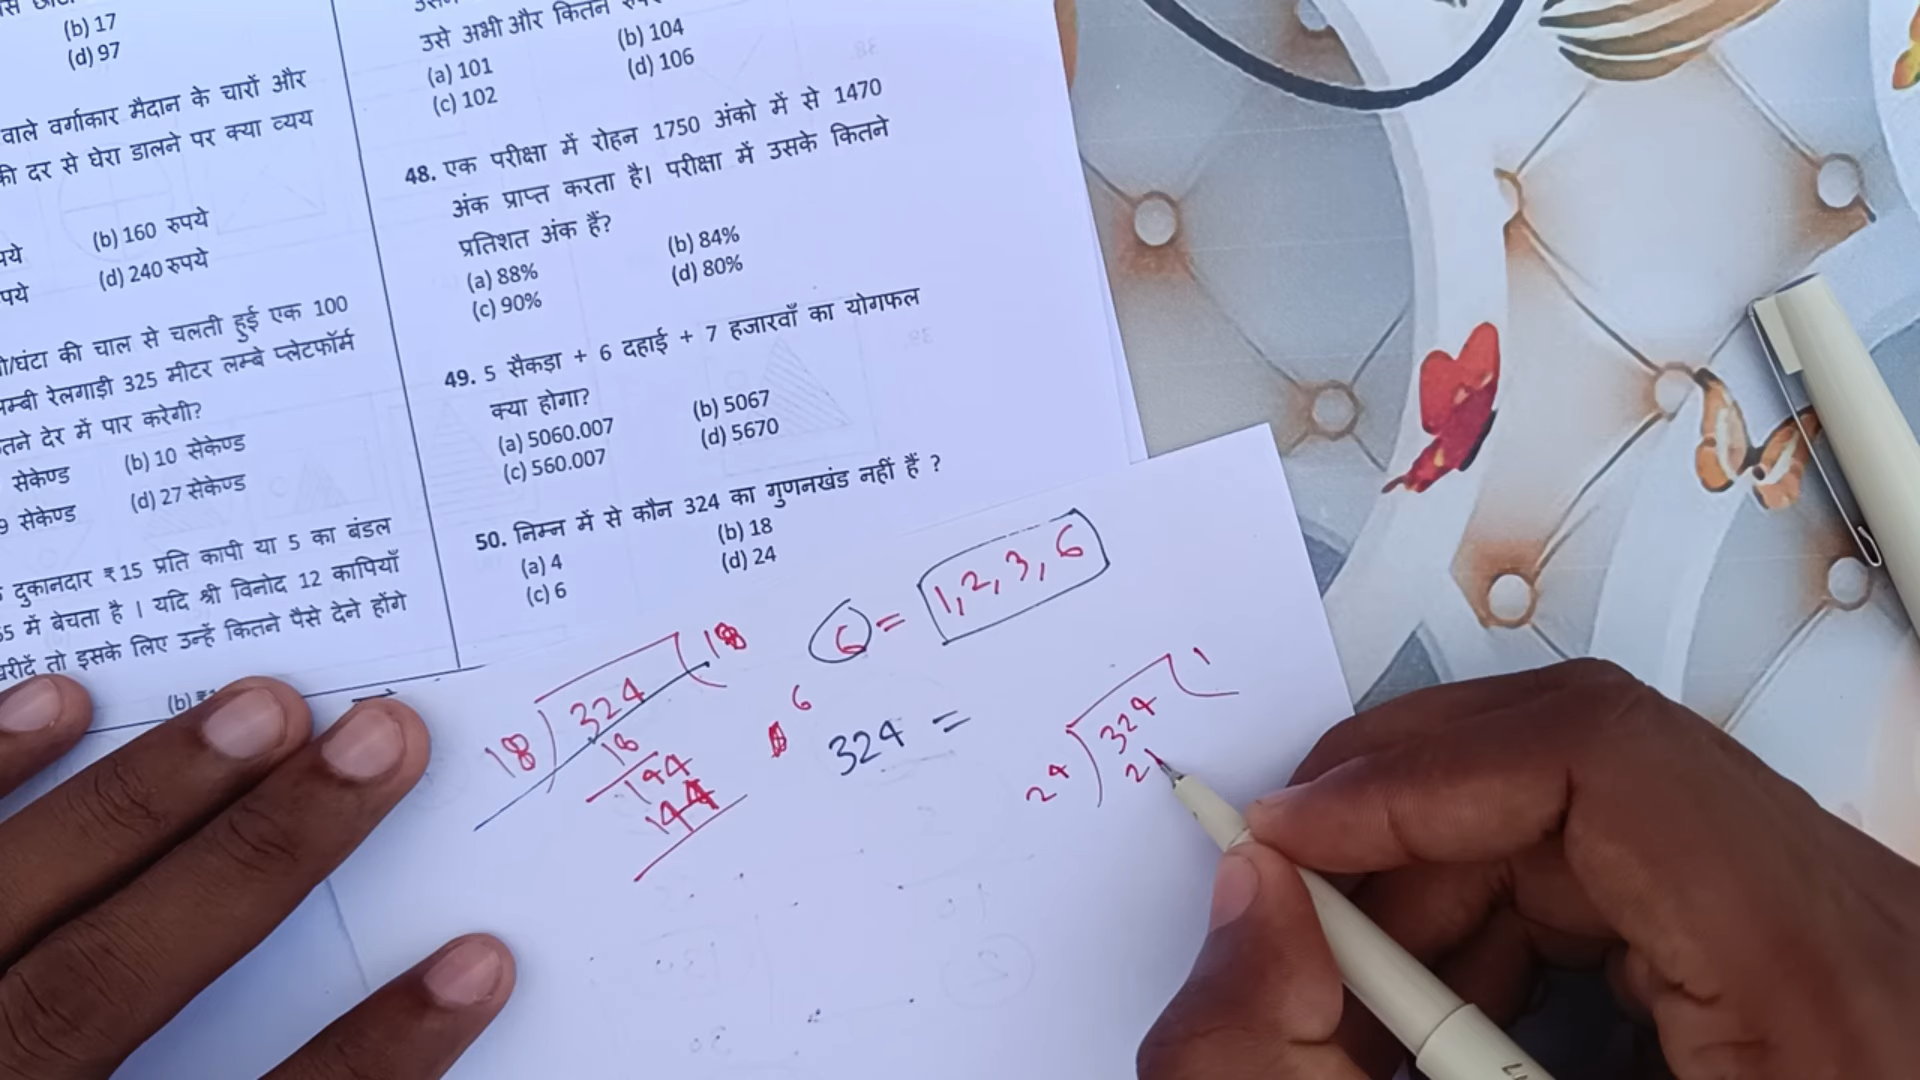 (b) 17
(d) 97
वाले वर्गाकार मैदान के चारों और
की दर से घेरा डालने पर क्या व्यय
(b) 160 रुपये
(d) 240 रुपये
घंटा की चाल से चलती हुई एक 100
लम्बी रेलगाड़ी 325 मीटर लम्बे प्लेटफॉर्म
में पार करेगी?
सेकेण्ड (b) 10 सेकेण्ड
9 सेकेण्ड (d) 27 सेकेण्ड
दुकानदार ₹ 15 प्रति कापी या 5 का बंडल
में बेचता है । यदि श्री विनोद 12 कापियाँ
तो इसके लिए उन्हें कितने पैसे देने होंगे
(b) ₹
उसे अभी और कितने
(a) 101 (b) 104
(c) 102 (d) 106
48. एक परीक्षा में रोहन 1750 अंको में से 1470
अंक प्राप्त करता है। परीक्षा में उसके कितने
प्रतिशत अंक हैं?
(a) 88% (b) 84%
(c) 90% (d) 80%
49. 5 सैकड़ा + 6 दहाई + 7 हजारवाँ का योगफल
क्या होगा?
(a) 5060.007 (b) 5067
(c) 560.007 (d) 5670
50. निम्न में से कौन 324 का गुणनखंड नहीं हैं ?
(a) 4 (b) 18
(c) 6 (d) 24
6 = 1, 2, 3, 6
18) 324 (18
18
144
144
6
324 =
24) 324 (1
2